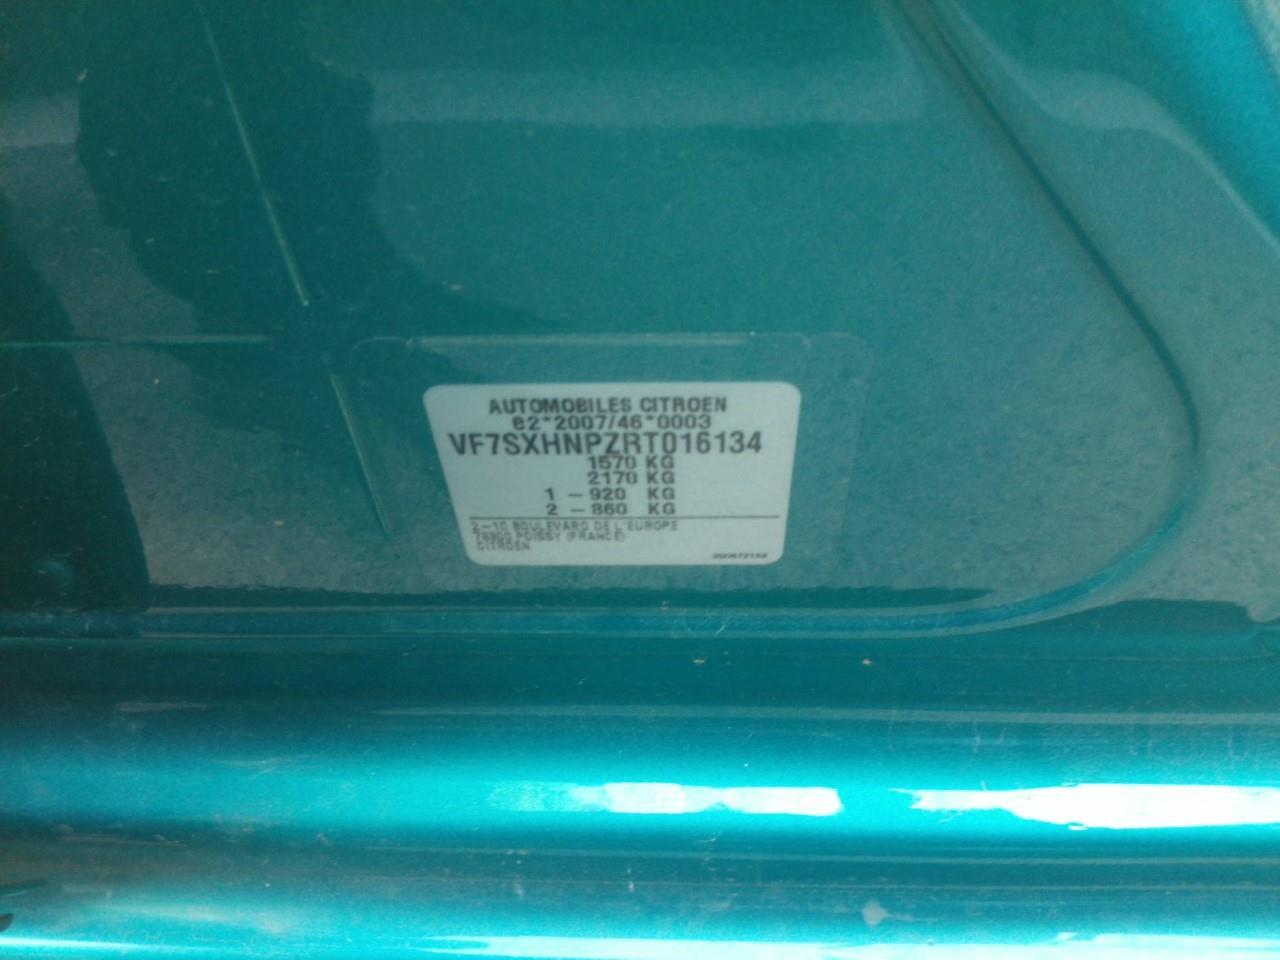 AUTOMOBILES CITROEN
e2*2007/46*0003
VF7SXHNPZRT016134
1570 KG
2170 KG
1 - 920 KG
2 - 860 KG
2-10 BOULEVARD DE L'EUROPE
78300 POISSY (FRANCE)
CITROEN